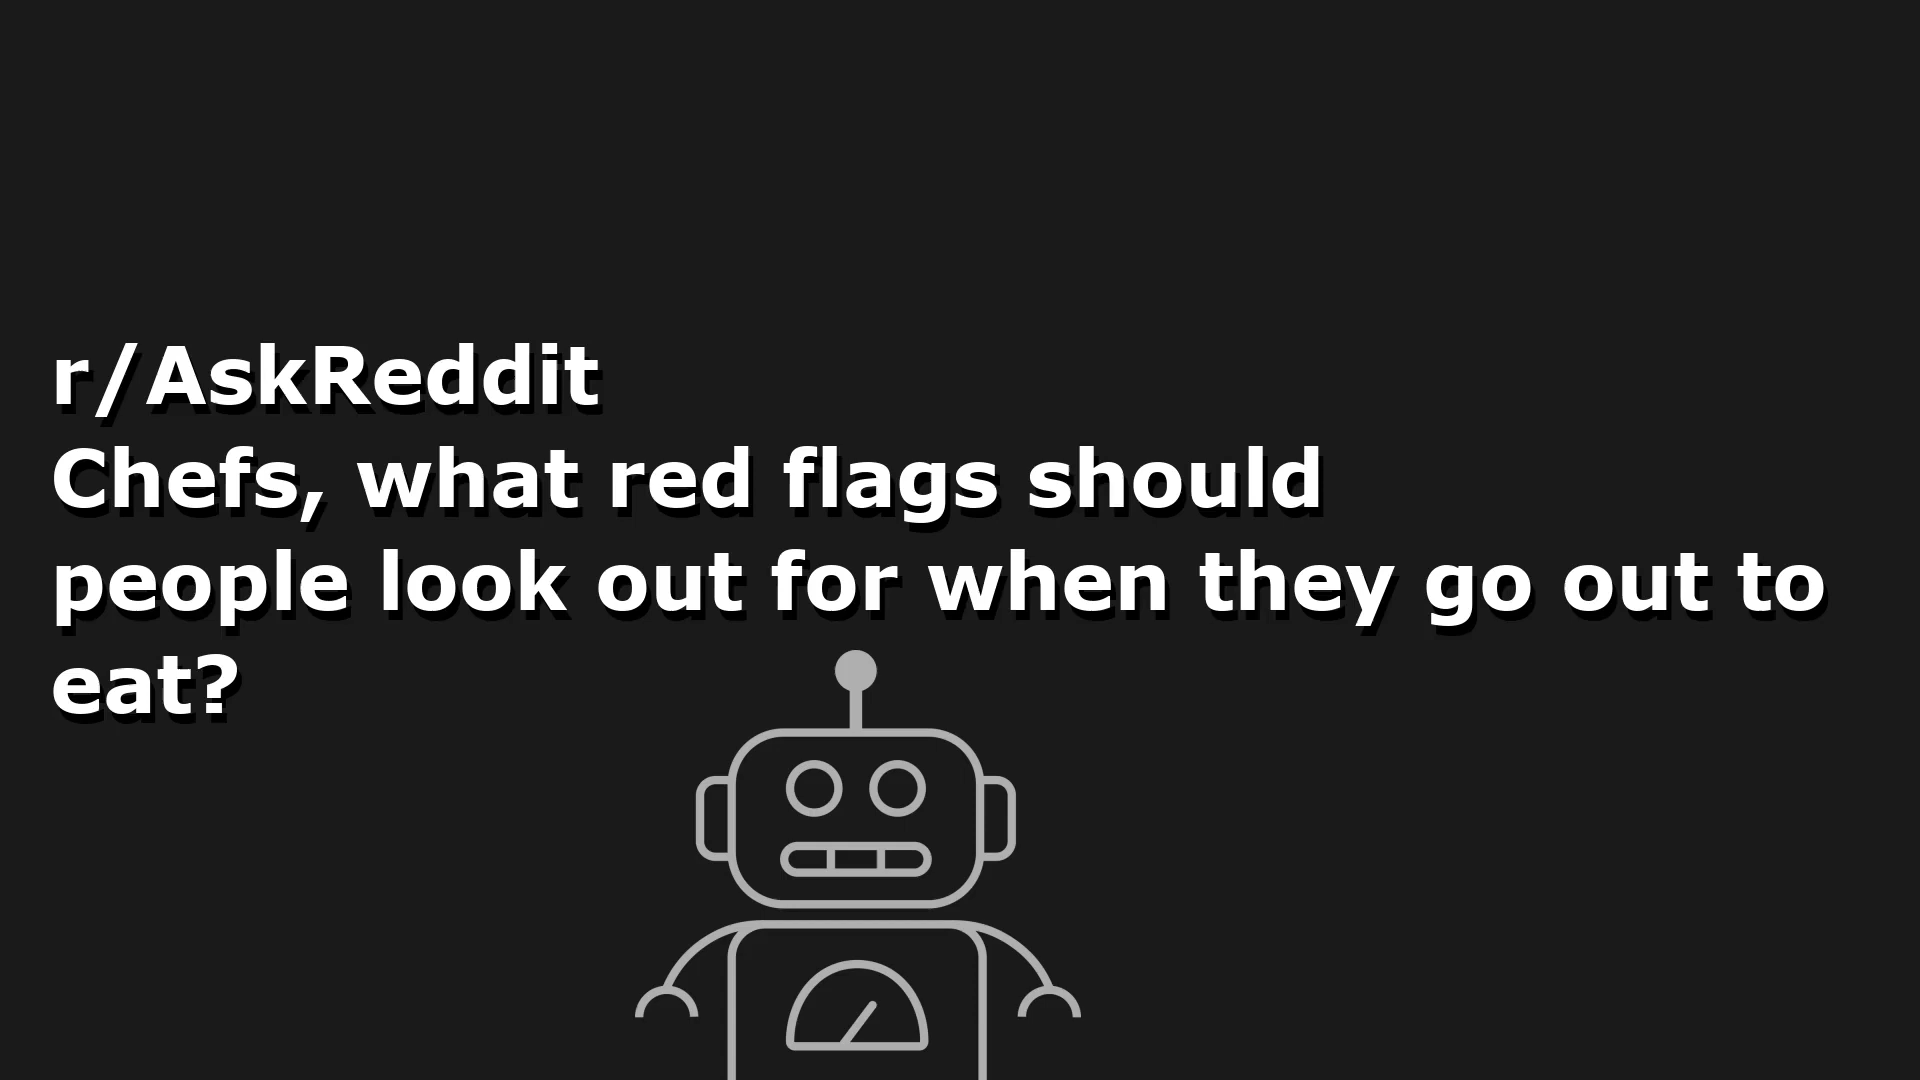 r/AskReddit
Chefs, what red flags should
people look out for when they go out to
eat?